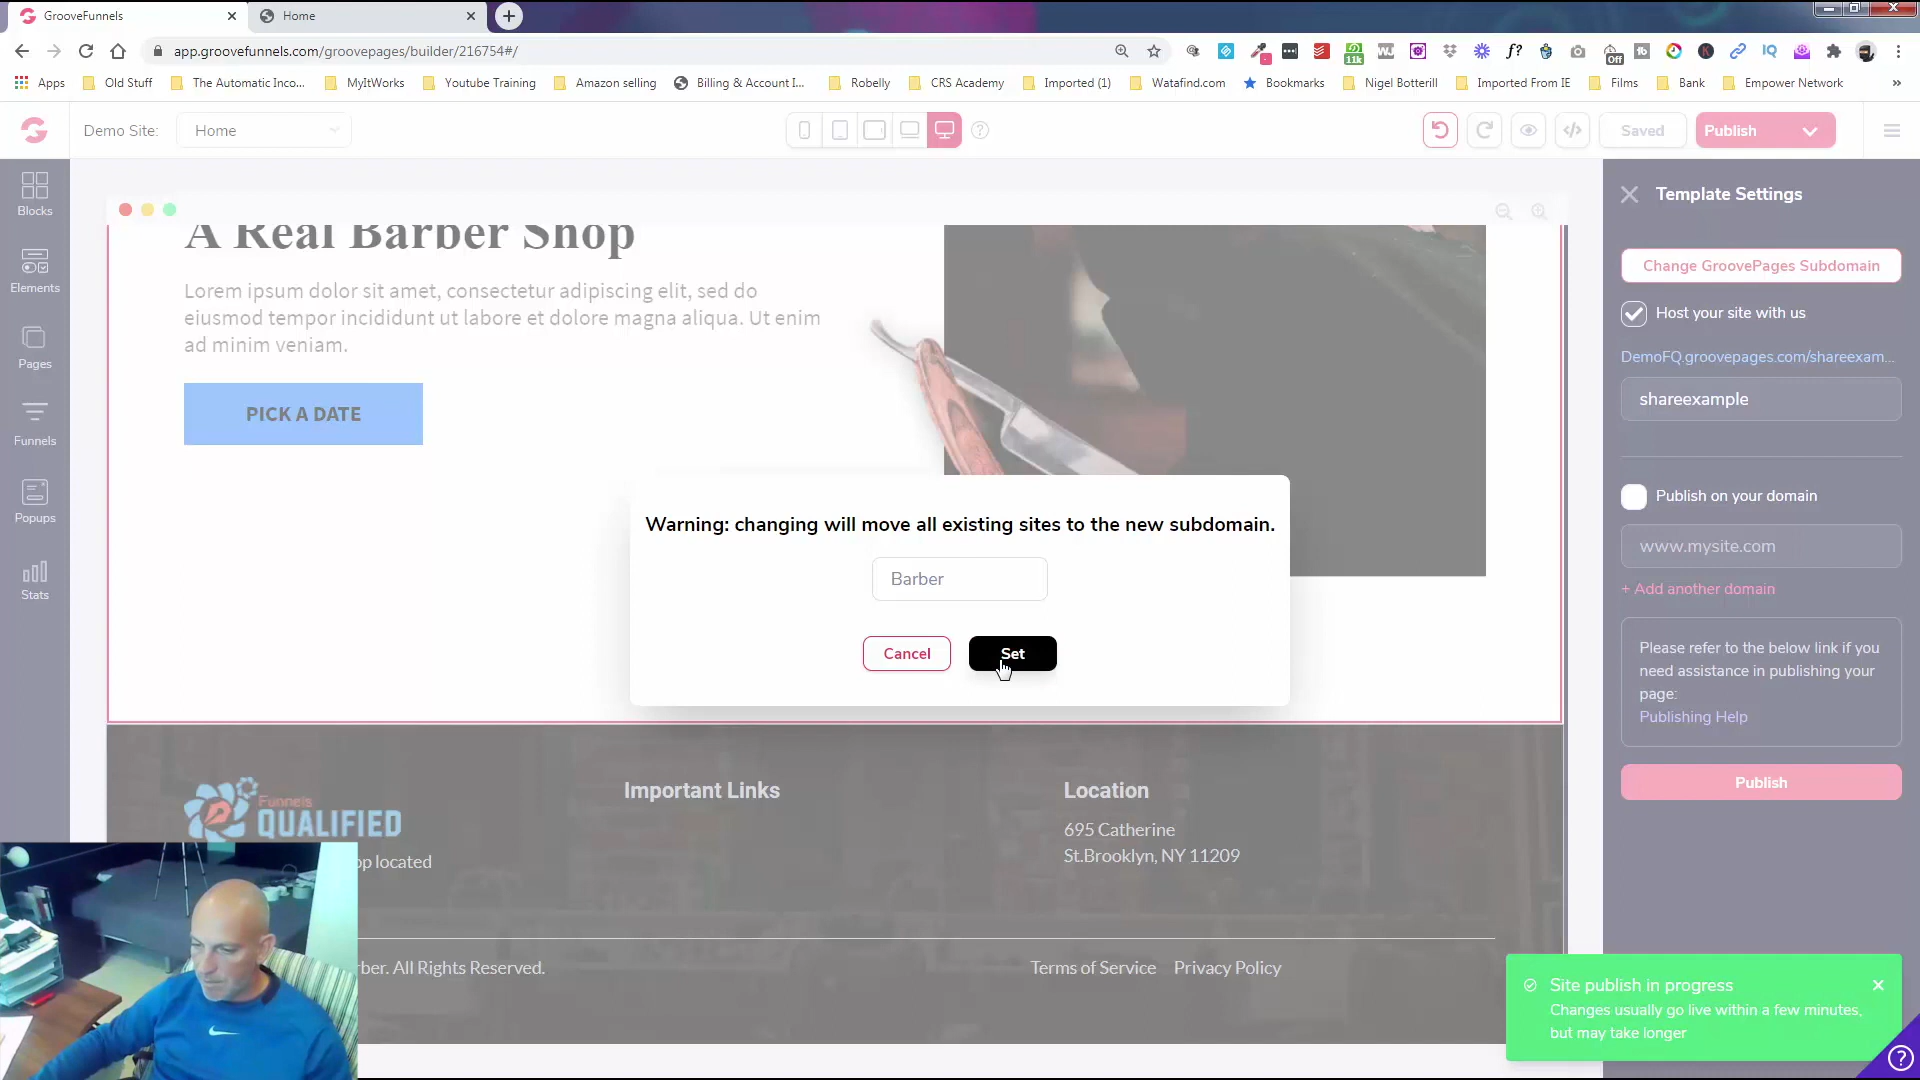 GrooveFunnels
Home
app.groovefunnels.com/groovepages/builder/216754#/
Apps
Old Stuff
The Automatic Inco...
MyItWorks
Youtube Training
Amazon selling
Billing & Account I...
Robelly
CRS Academy
Imported (1)
Watafind.com
Bookmarks
Nigel Botterill
Imported From IE
Films
Bank
Empower Network
Demo Site:
Home
Saved
Publish
Blocks
Elements
Pages
Funnels
Popups
Stats
A Real Barber Shop
Lorem ipsum dolor sit amet, consectetur adipiscing elit, sed do
eiusmod tempor incididunt ut labore et dolore magna aliqua. Ut enim
ad minim veniam.
PICK A DATE
Warning: changing will move all existing sites to the new subdomain.
Barber
Cancel
Set
Funnels
QUALIFIED
op located
Important Links
Location
695 Catherine
St.Brooklyn, NY 11209
rber. All Rights Reserved.
Terms of Service
Privacy Policy
Template Settings
Change GroovePages Subdomain
Host your site with us
DemoFQ.groovepages.com/shareexam...
shareexample
Publish on your domain
www.mysite.com
+ Add another domain
Please refer to the below link if you
need assistance in publishing your
page:
Publishing Help
Publish
Site publish in progress
Changes usually go live within a few minutes,
but may take longer